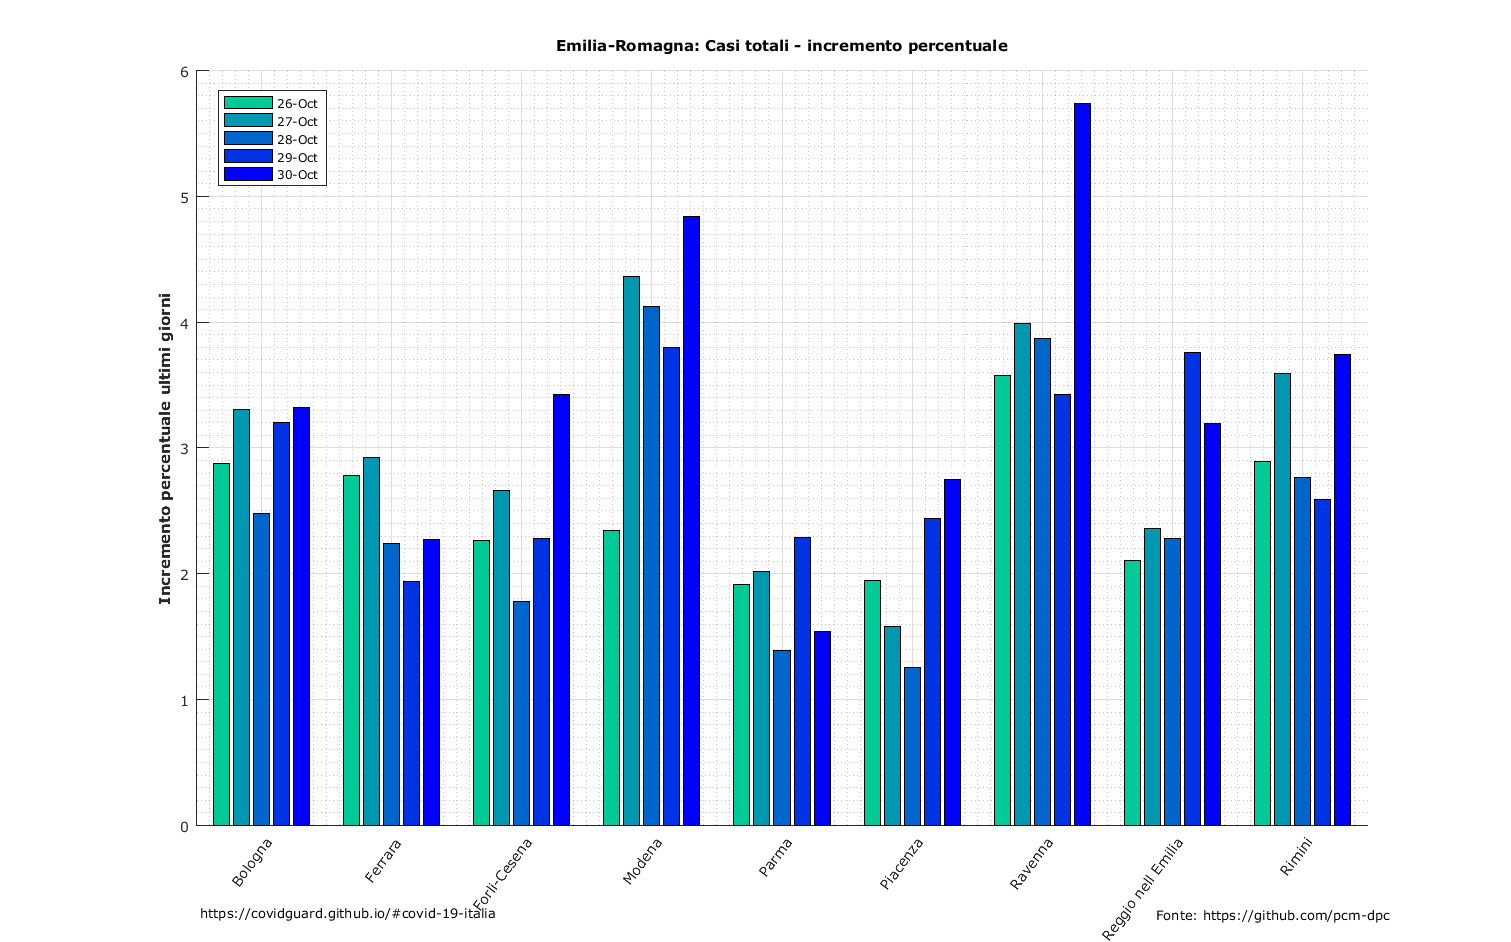 Emilia-Romagna: Casi totali - incremento percentuale
Incremento percentuale ultimi giorni
6
5
4
3
2
1
0
26-Oct
27-Oct
28-Oct
29-Oct
30-Oct
Bologna
Ferrara
Forlì-Cesena
Modena
Parma
Piacenza
Ravenna
Reggio nell Emilia
Rimini
https://covidguard.github.io/#covid-19-italia
Fonte: https://github.com/pcm-dpc